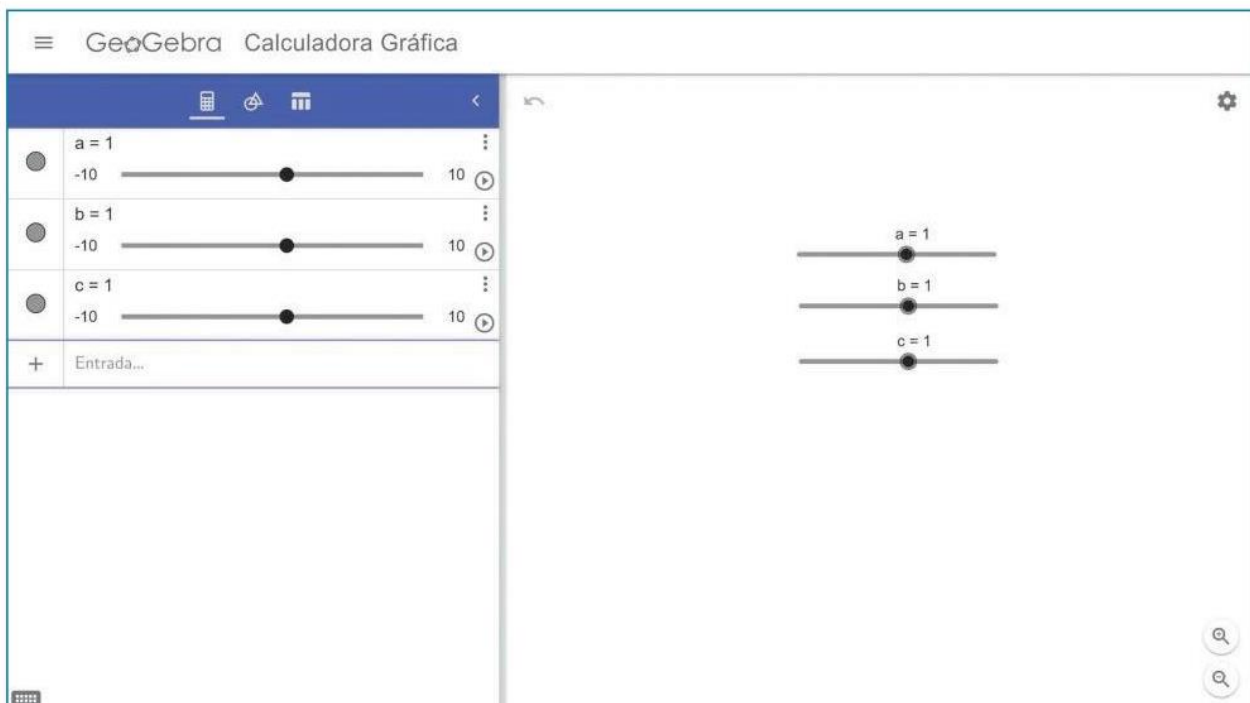 GeoGebra Calculadora Gráfica
a = 1
-10 10
b = 1
-10 10
c = 1
-10 10
+ Entrada...
a = 1
b = 1
c = 1